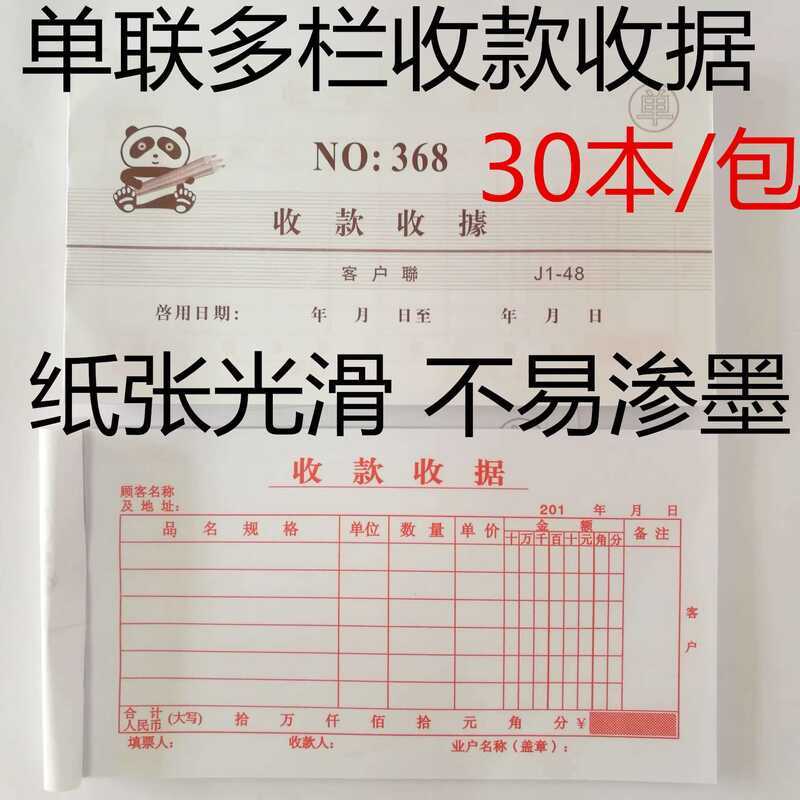 单联多栏收款收据
单
NO: 368
30本/包
收款收據
客户聯 J1-48
启用日期: 年 月 日至 年 月 日
纸张光滑 不易渗墨
收款收据
顾客名称
及地址:
201 年 月 日
品名规格 单位 数量 单价 金额 备注
十万千百十元角分
客户
合计
人民币 (大写) 拾 万 仟 佰 拾 元 角 分 ¥
填票人: 收款人: 业户名称(盖章):